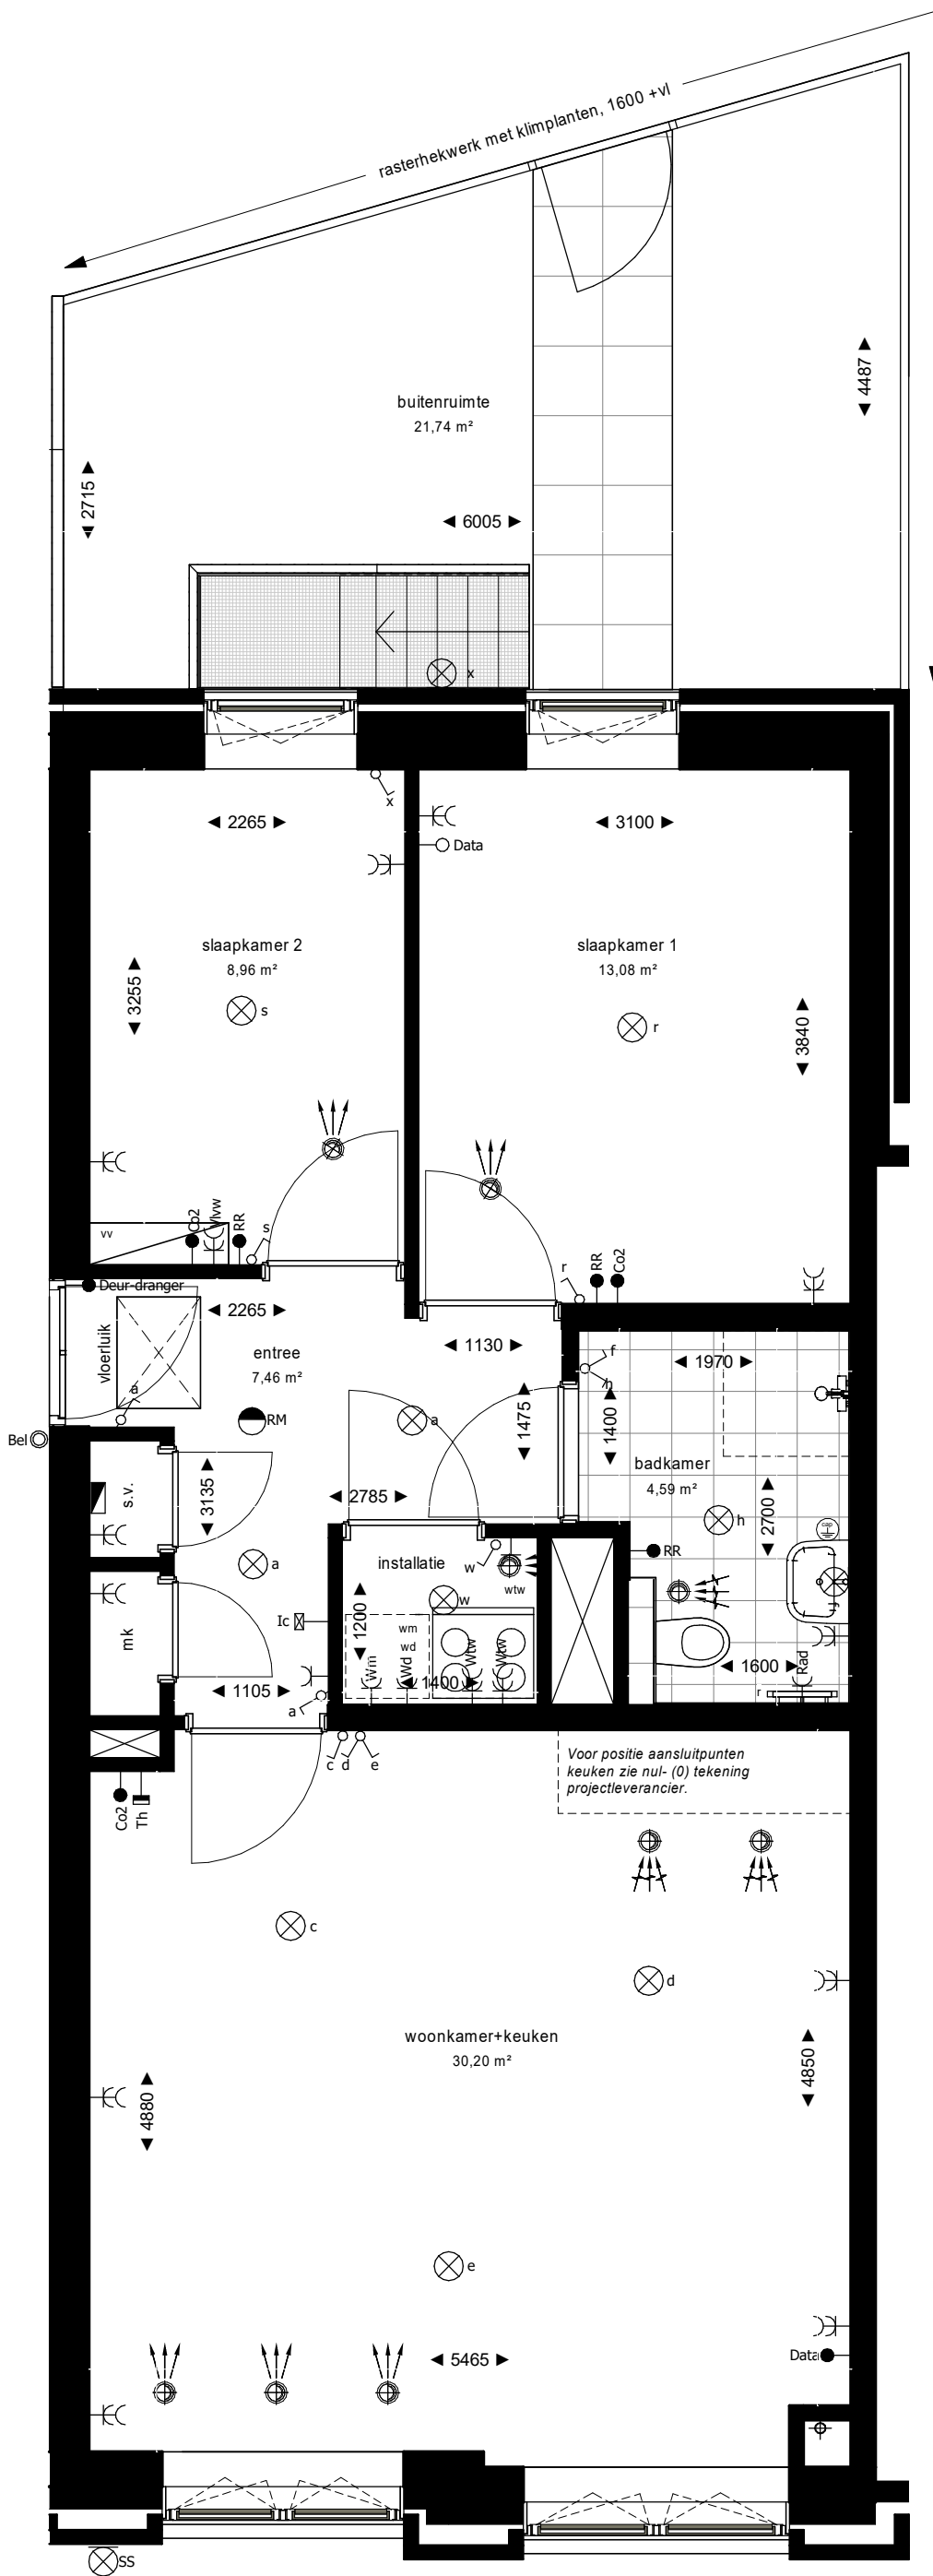 rasterhekwerk met klimplanten, 1600 +vl
4487
buitenruimte
21,74 m²
2715
6005
x
x
2265
3100
Data
slaapkamer 2
8,96 m²
slaapkamer 1
13,08 m²
3255
s
r
3840
vv
Co2
vlvw
RR
s
r
RR
Co2
Deur-dranger
vloerluik
2265
entree
7,46 m²
1130
f
h
1970
a
RM
a
1475
1400
Bel
badkamer
4,59 m²
s.v.
3135
2785
h
2700
cap
installatie
w
wtw
RR
a
w
mk
Ic
1200
wm
wd
Wm
Wd
1400
Wtw
Wtw
1600
Rad
r
1105
a
c
d
e
Voor positie aansluitpunten
keuken zie nul- (0) tekening
projectleverancier.
Co2
Th
c
d
woonkamer+keuken
30,20 m²
4880
4850
e
5465
Data
SS